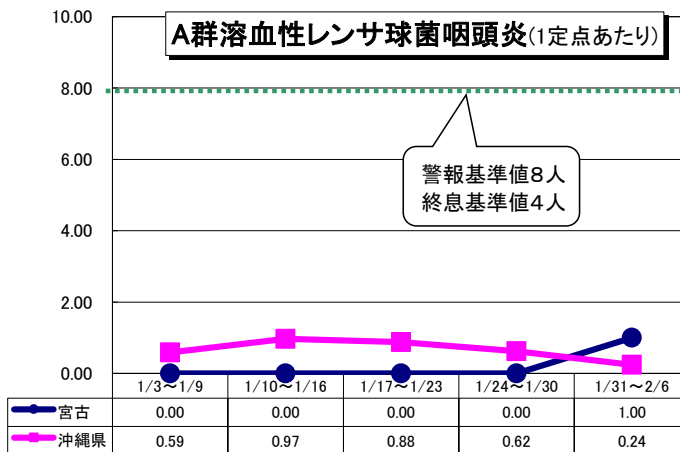 A群溶血性レンサ球菌咽頭炎(1定点あたり)
10.00
8.00
6.00
4.00
2.00
0.00
警報基準値8人
終息基準値4人
1/3～1/9 1/10～1/16 1/17～1/23 1/24～1/30 1/31～2/6
宮古 0.00 0.00 0.00 0.00 1.00
沖縄県 0.59 0.97 0.88 0.62 0.24